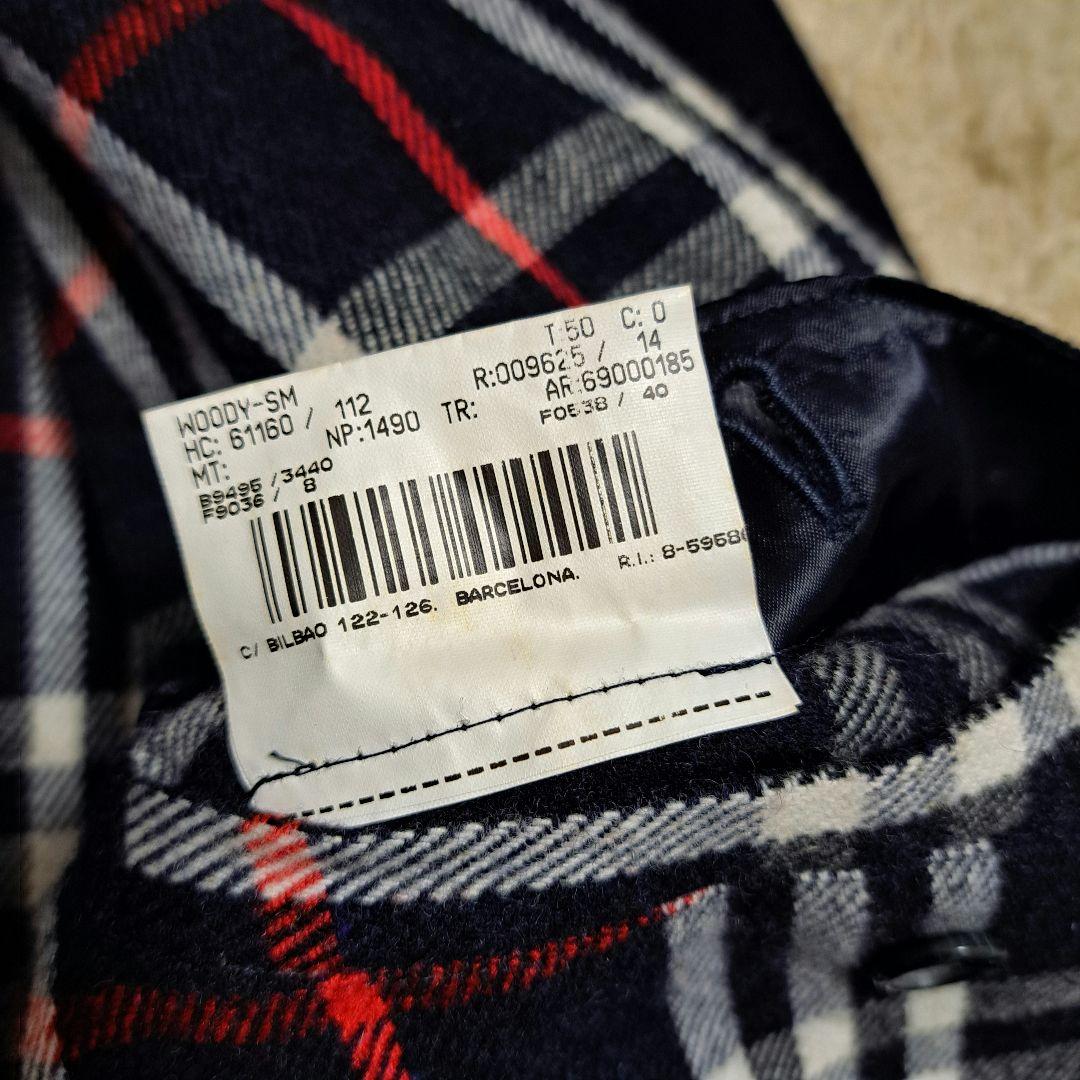 T:50 C: 0
R:009625 / 14
AR:69000185
WOODY-SM
HC: 61160 / 112
MT: NP:1490 TR:
F0538 / 40
B9495 / 3440
F9036 / 8
C/ BILBAO 122-126. BARCELONA. R.I.: 8-5958